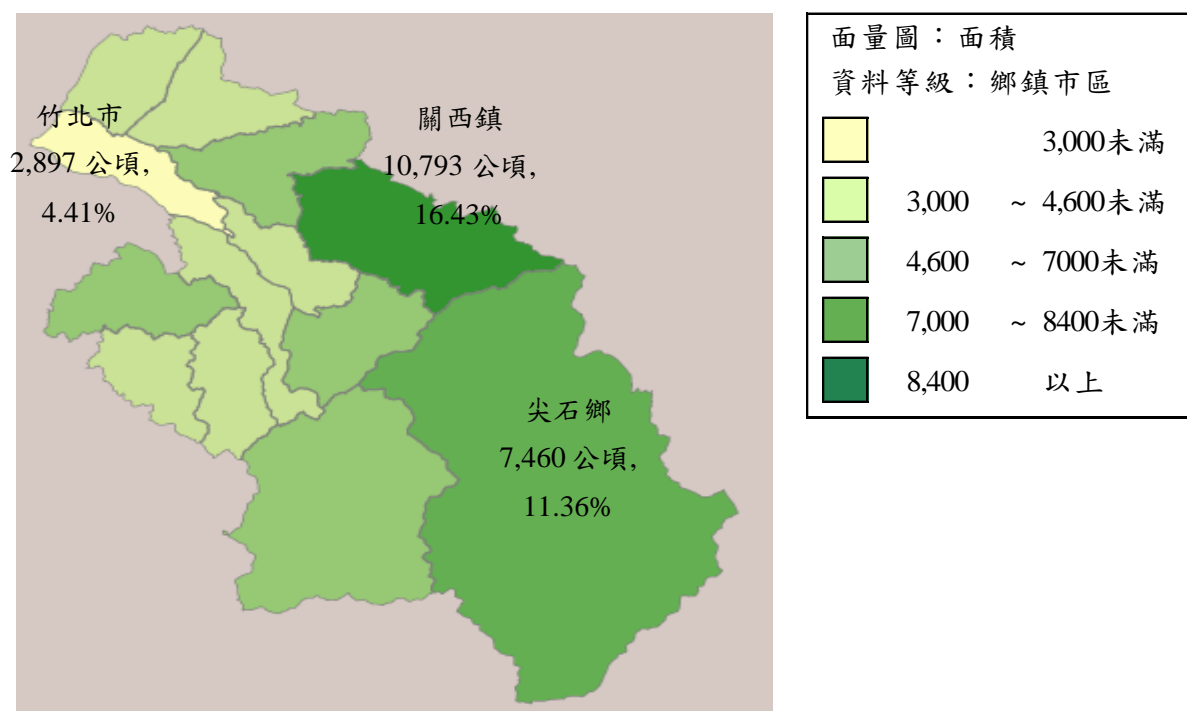 竹北市
2,897 公頃,
4.41%
關西鎮
10,793 公頃,
16.43%
尖石鄉
7,460 公頃,
11.36%
面量圖：面積
資料等級：鄉鎮市區
3,000未滿
3,000 ~ 4,600未滿
4,600 ~ 7000未滿
7,000 ~ 8400未滿
8,400 以上